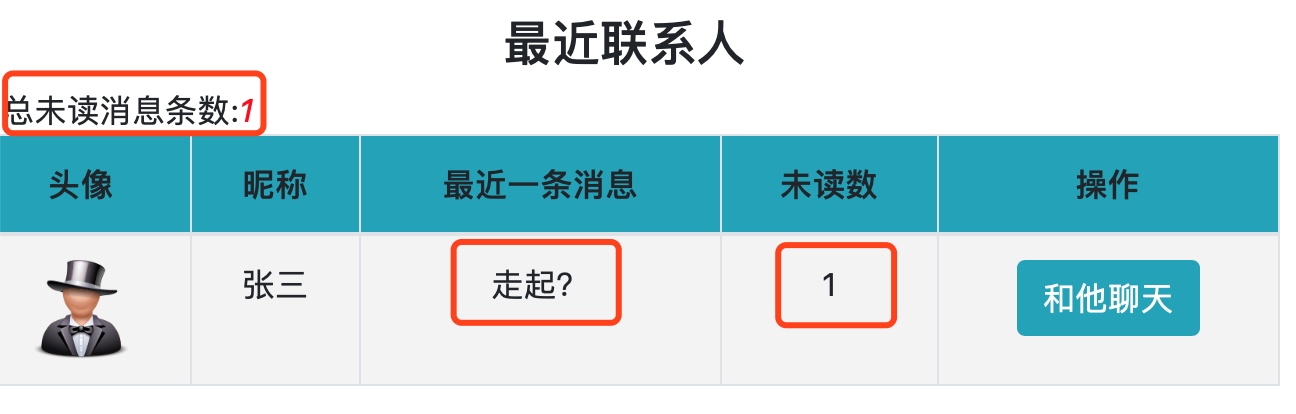 最近联系人
总未读消息条数:1
头像 昵称 最近一条消息 未读数 操作
张三 走起? 1 和他聊天